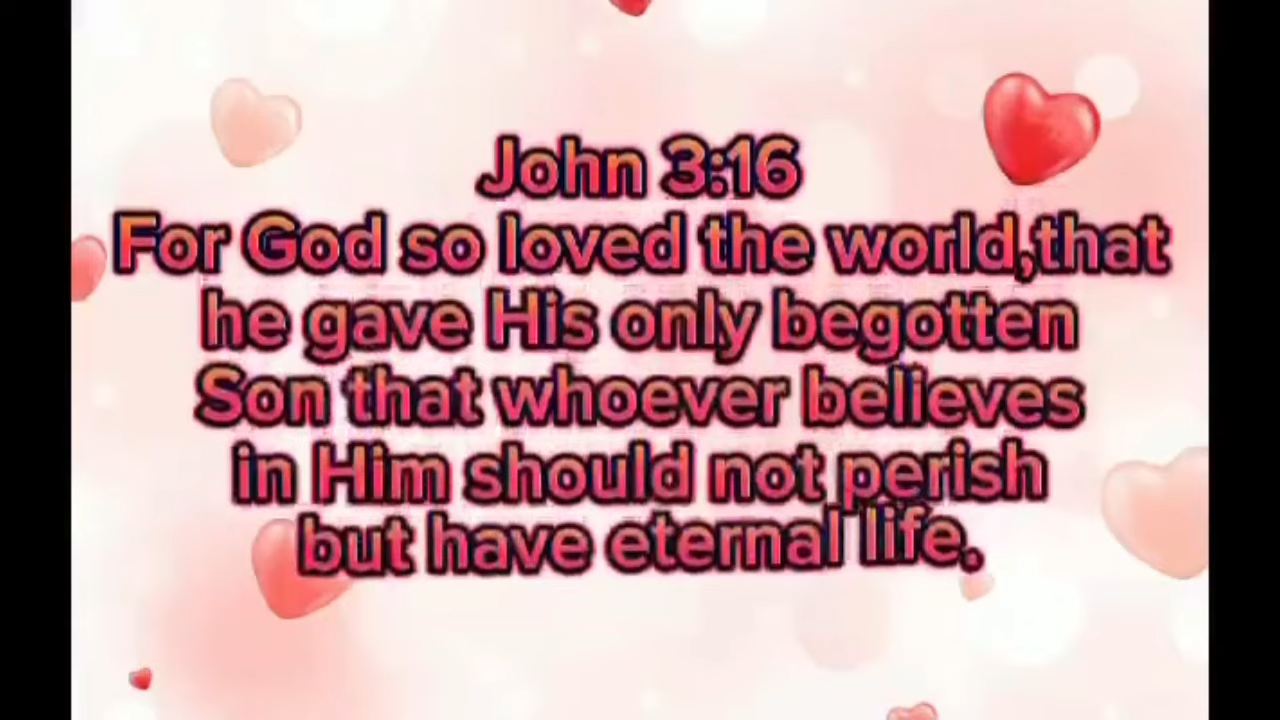 John 3:16
For God so loved the world,that
he gave His only begotten
Son that whoever believes
in Him should not perish
but have eternal life.